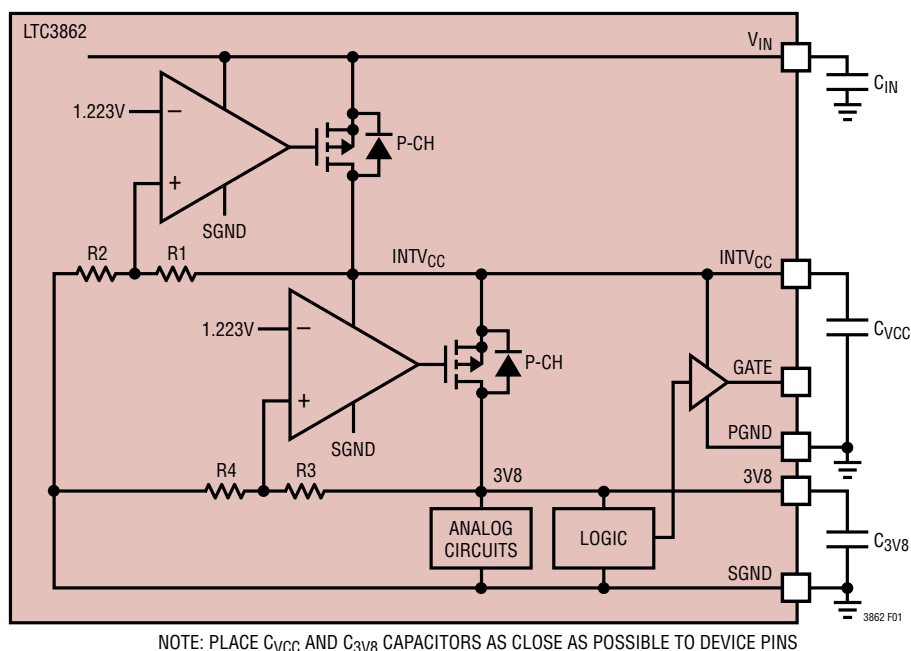 LTC3862
VIN
CIN
1.223V
−
P-CH
+
SGND
R2
R1
INTVCC
INTVCC
1.223V
−
CVCC
P-CH
GATE
+
SGND
PGND
R4
R3
3V8
3V8
ANALOG
CIRCUITS
LOGIC
C3V8
SGND
3862 F01
NOTE: PLACE CVCC AND C3V8 CAPACITORS AS CLOSE AS POSSIBLE TO DEVICE PINS